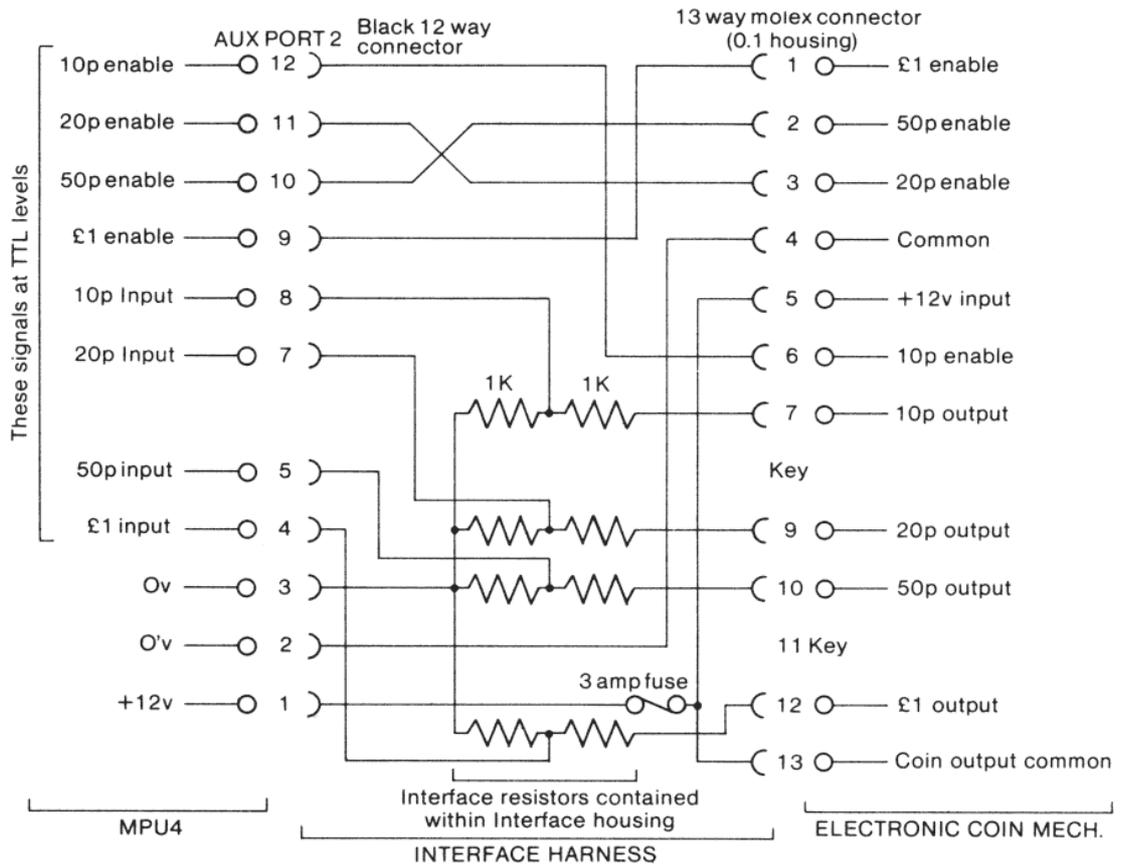 AUX PORT 2
Black 12 way
connector
13 way molex connector
(0.1 housing)
These signals at TTL levels
10p enable 12
20p enable 11
50p enable 10
£1 enable 9
10p Input 8
20p Input 7
50p input 5
£1 input 4
Ov 3
O'v 2
+12v 1
1K 1K
3 amp fuse
1 £1 enable
2 50p enable
3 20p enable
4 Common
5 +12v input
6 10p enable
7 10p output
Key
9 20p output
10 50p output
11 Key
12 £1 output
13 Coin output common
Interface resistors contained
within Interface housing
MPU4
INTERFACE HARNESS
ELECTRONIC COIN MECH.